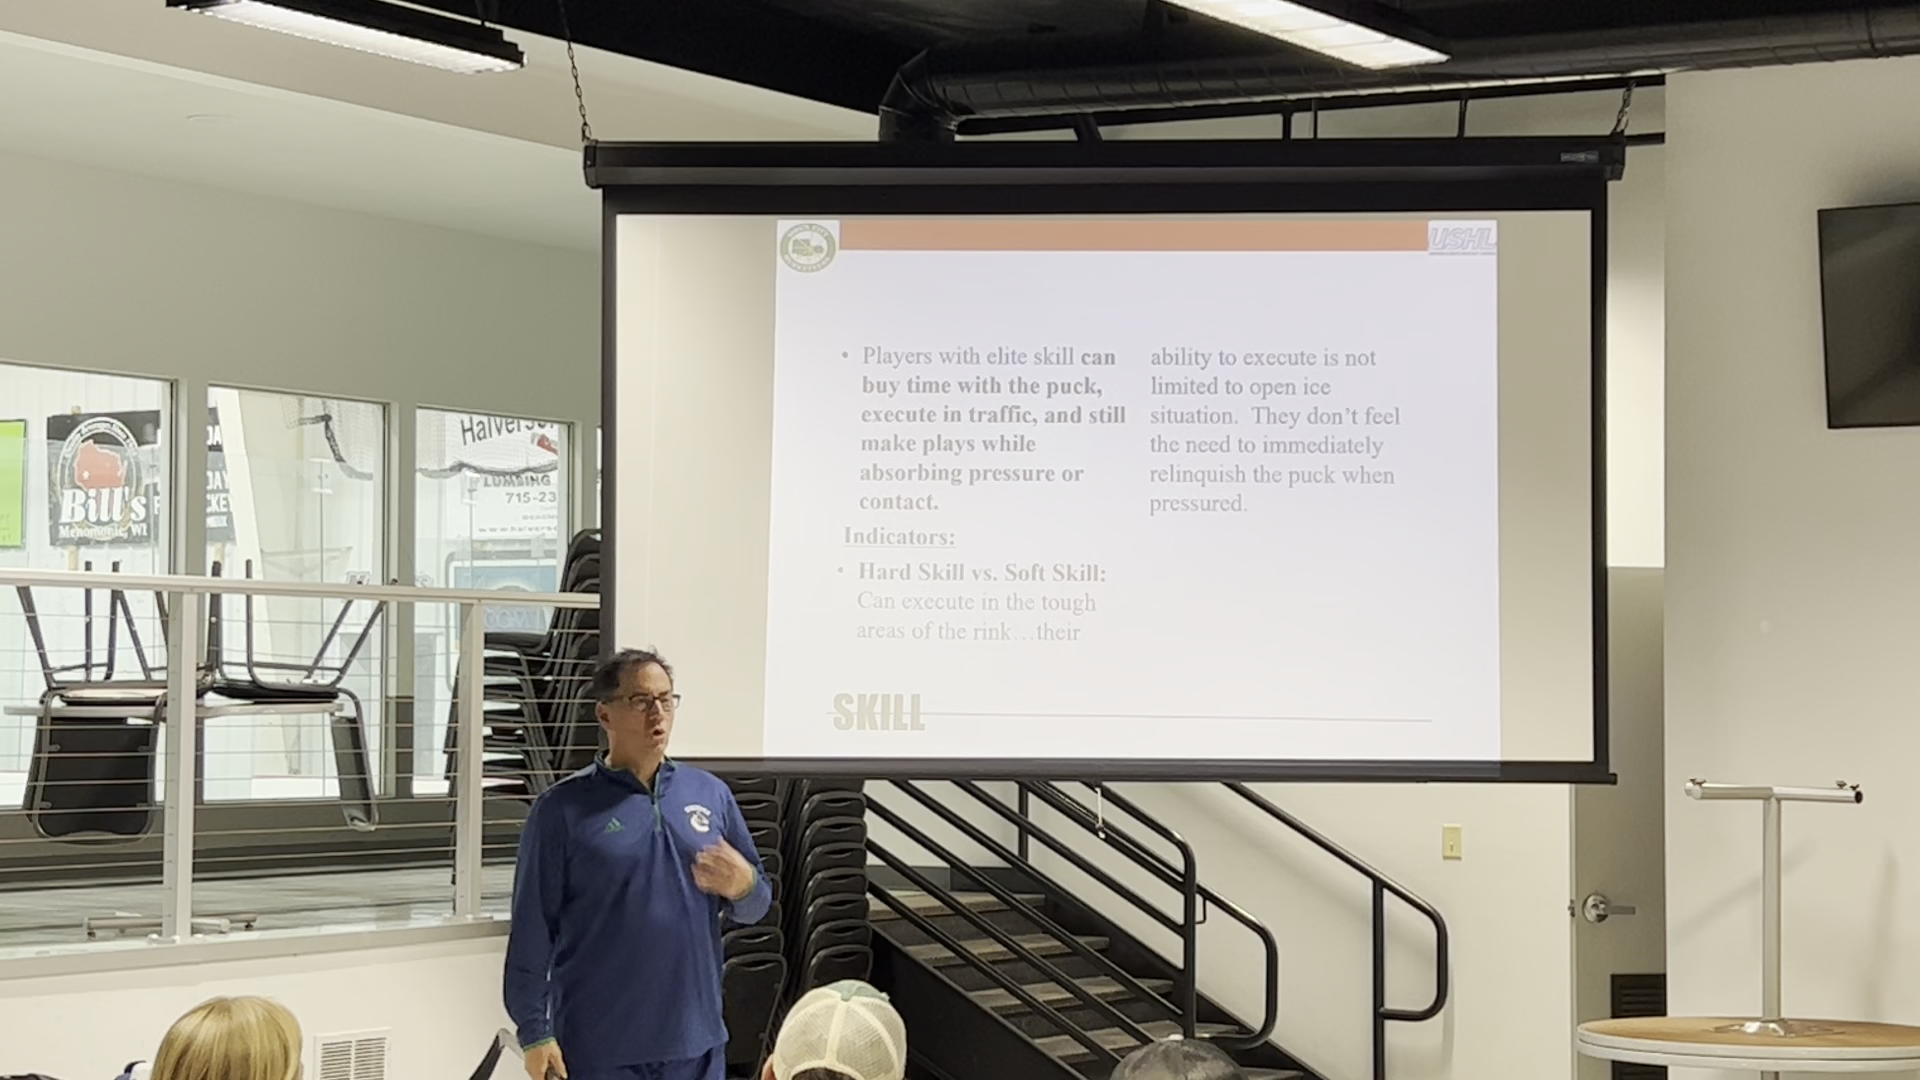 USHL
• Players with elite skill can
buy time with the puck,
execute in traffic, and still
make plays while
absorbing pressure or
contact.
Indicators:
• Hard Skill vs. Soft Skill:
Can execute in the tough
areas of the rink…their
ability to execute is not
limited to open ice
situation. They don't feel
the need to immediately
relinquish the puck when
pressured.
SKILL
Bill's
Menomonie, WI
Halverso
LUMBING
715-23